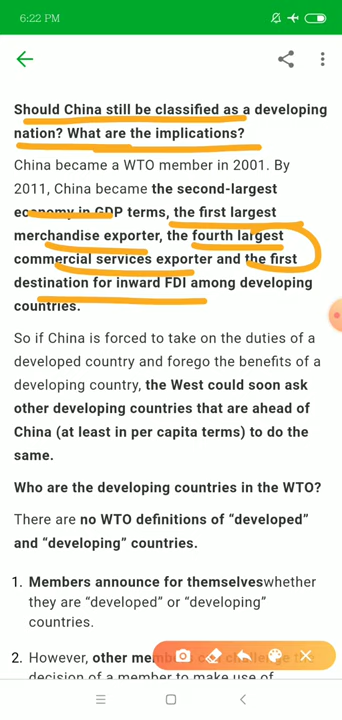 6:22 PM
Should China still be classified as a developing
nation? What are the implications?
China became a WTO member in 2001. By
2011, China became the second-largest
economy in GDP terms, the first largest
merchandise exporter, the fourth largest
commercial services exporter and the first
destination for inward FDI among developing
countries.
So if China is forced to take on the duties of a
developed country and forego the benefits of a
developing country, the West could soon ask
other developing countries that are ahead of
China (at least in per capita terms) to do the
same.
Who are the developing countries in the WTO?
There are no WTO definitions of “developed”
and “developing” countries.
1. Members announce for themselveswhether
they are “developed” or “developing”
countries.
2. However, other members can challenge the
decision of a member to make use of